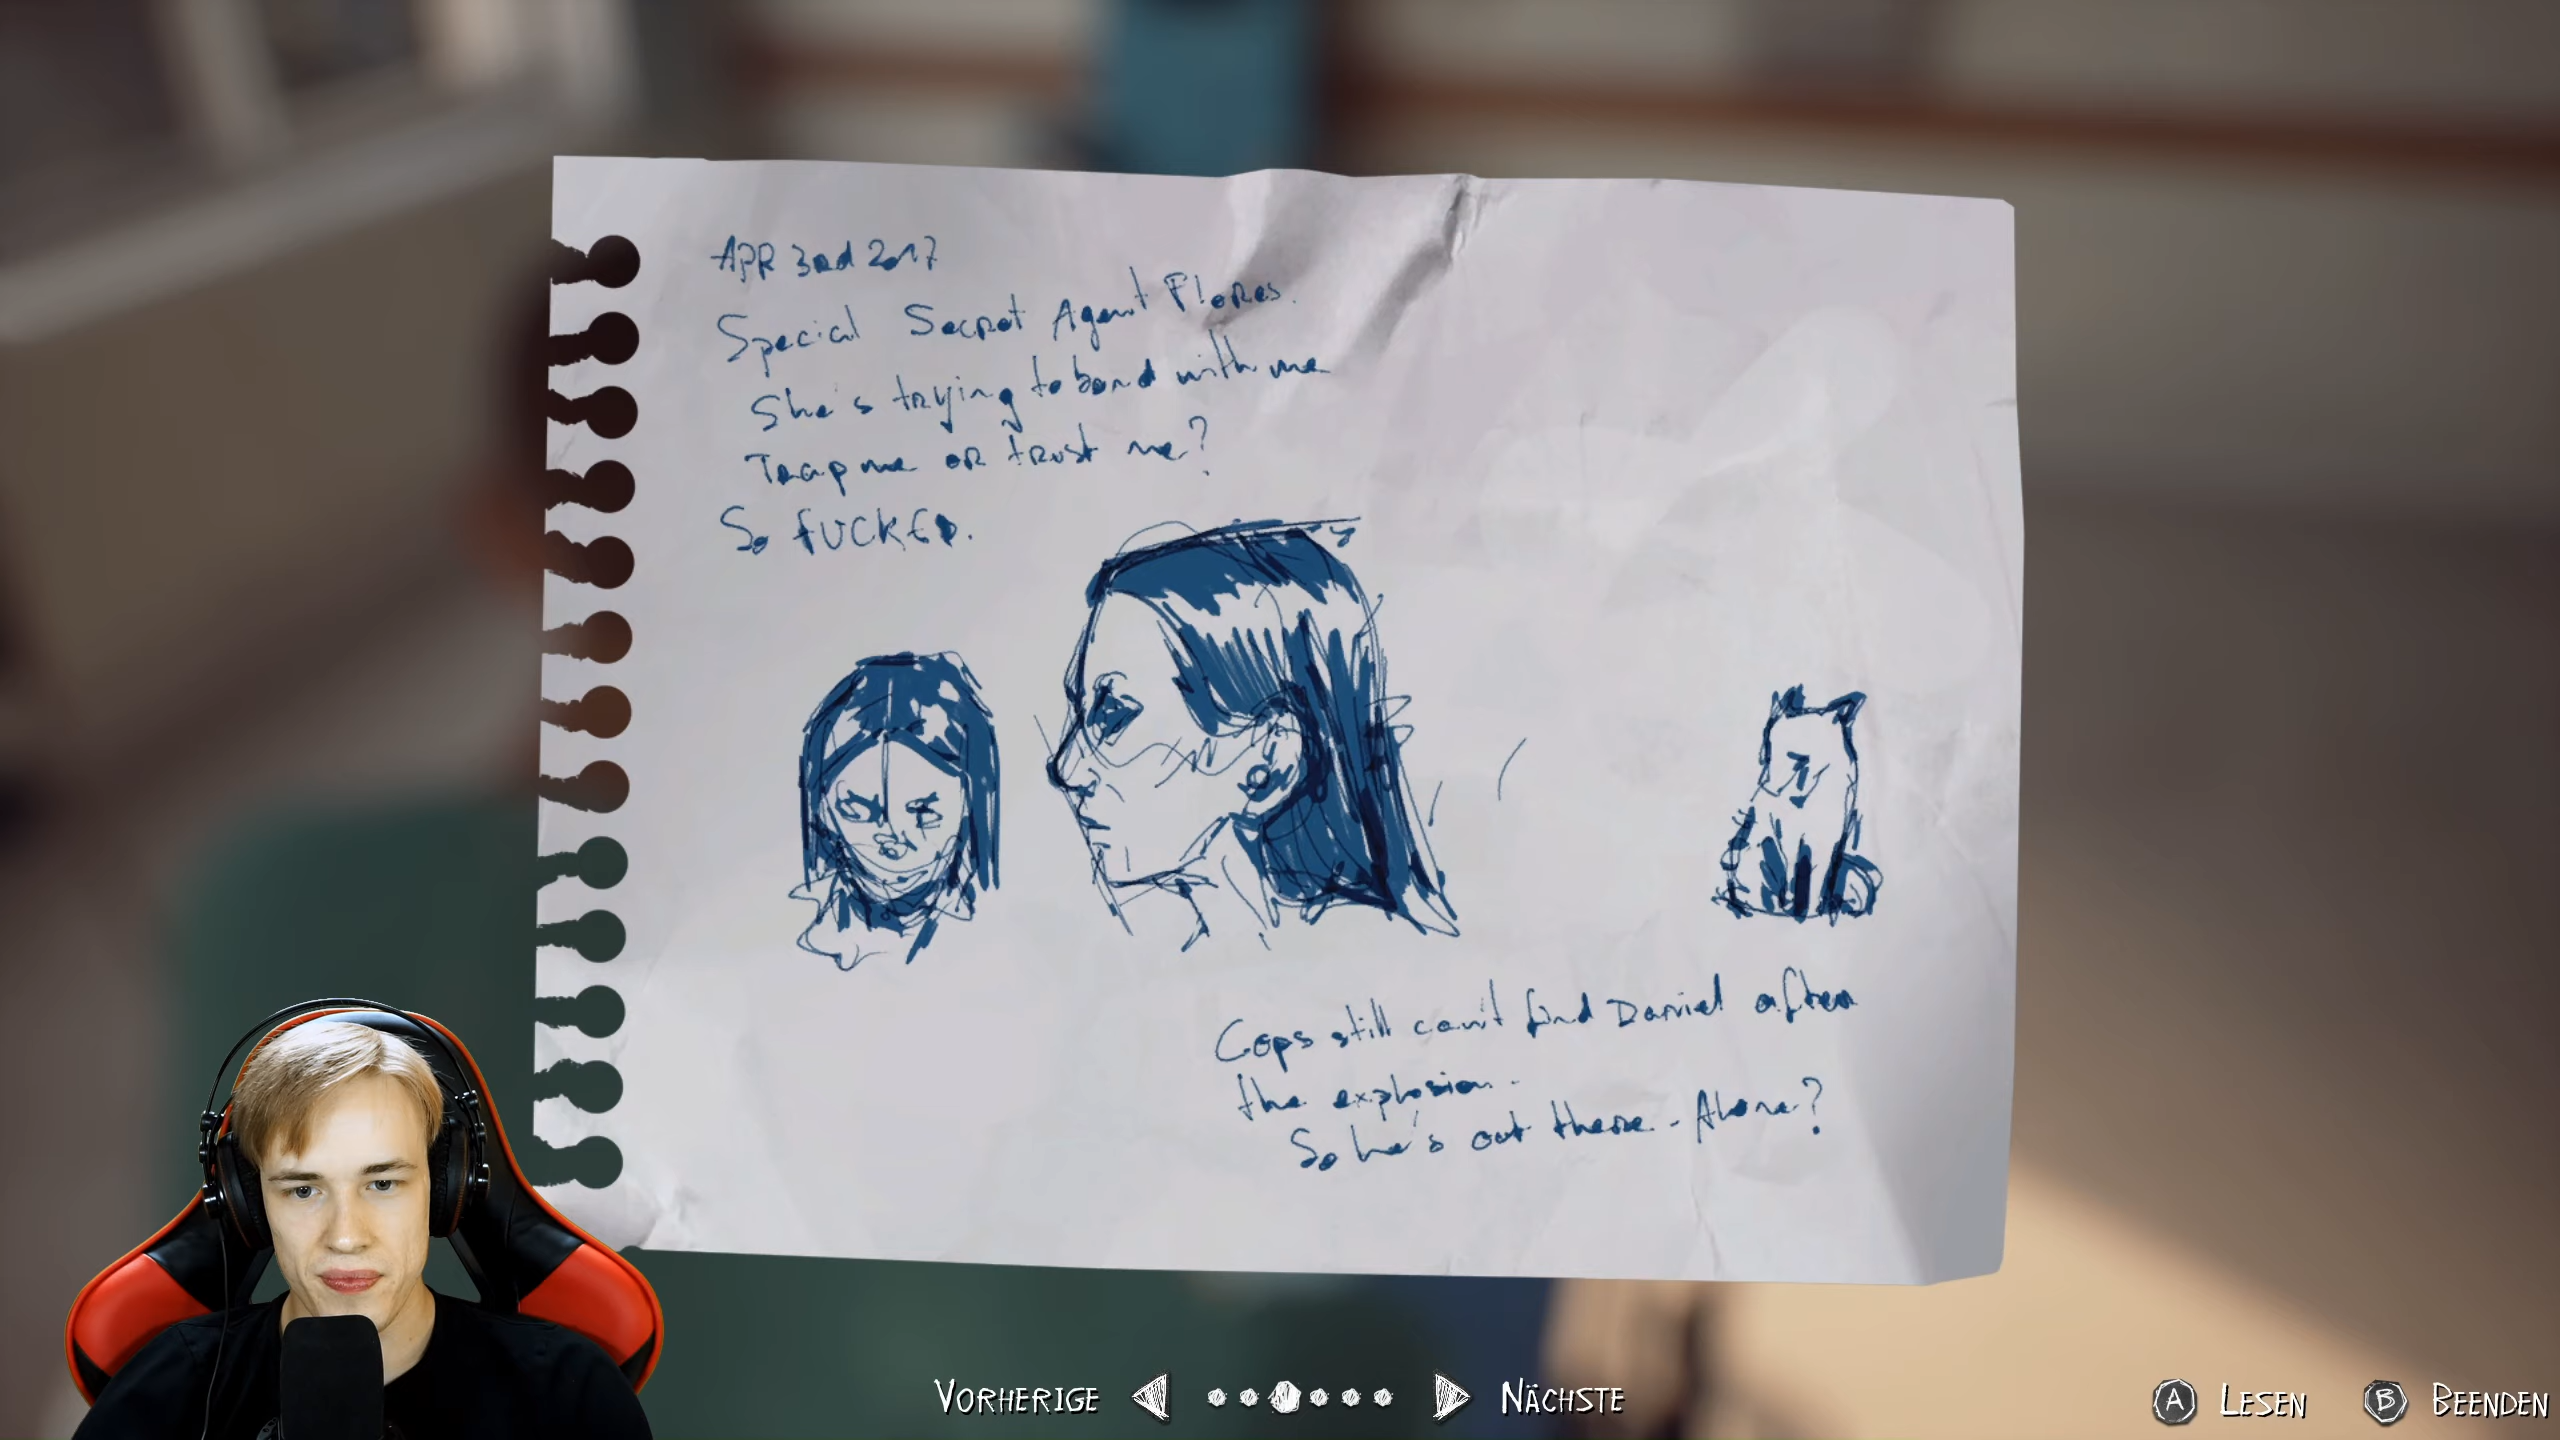 APR 3rd 2017
Special Secret Agent Flores.
She's trying to bond with me
Trap me or trust me?
So FUCKED.
Cops still can't find Daniel after
the explosion.
So he's out there. Alone?
VORHERIGE NÄCHSTE
A LESEN B BEENDEN